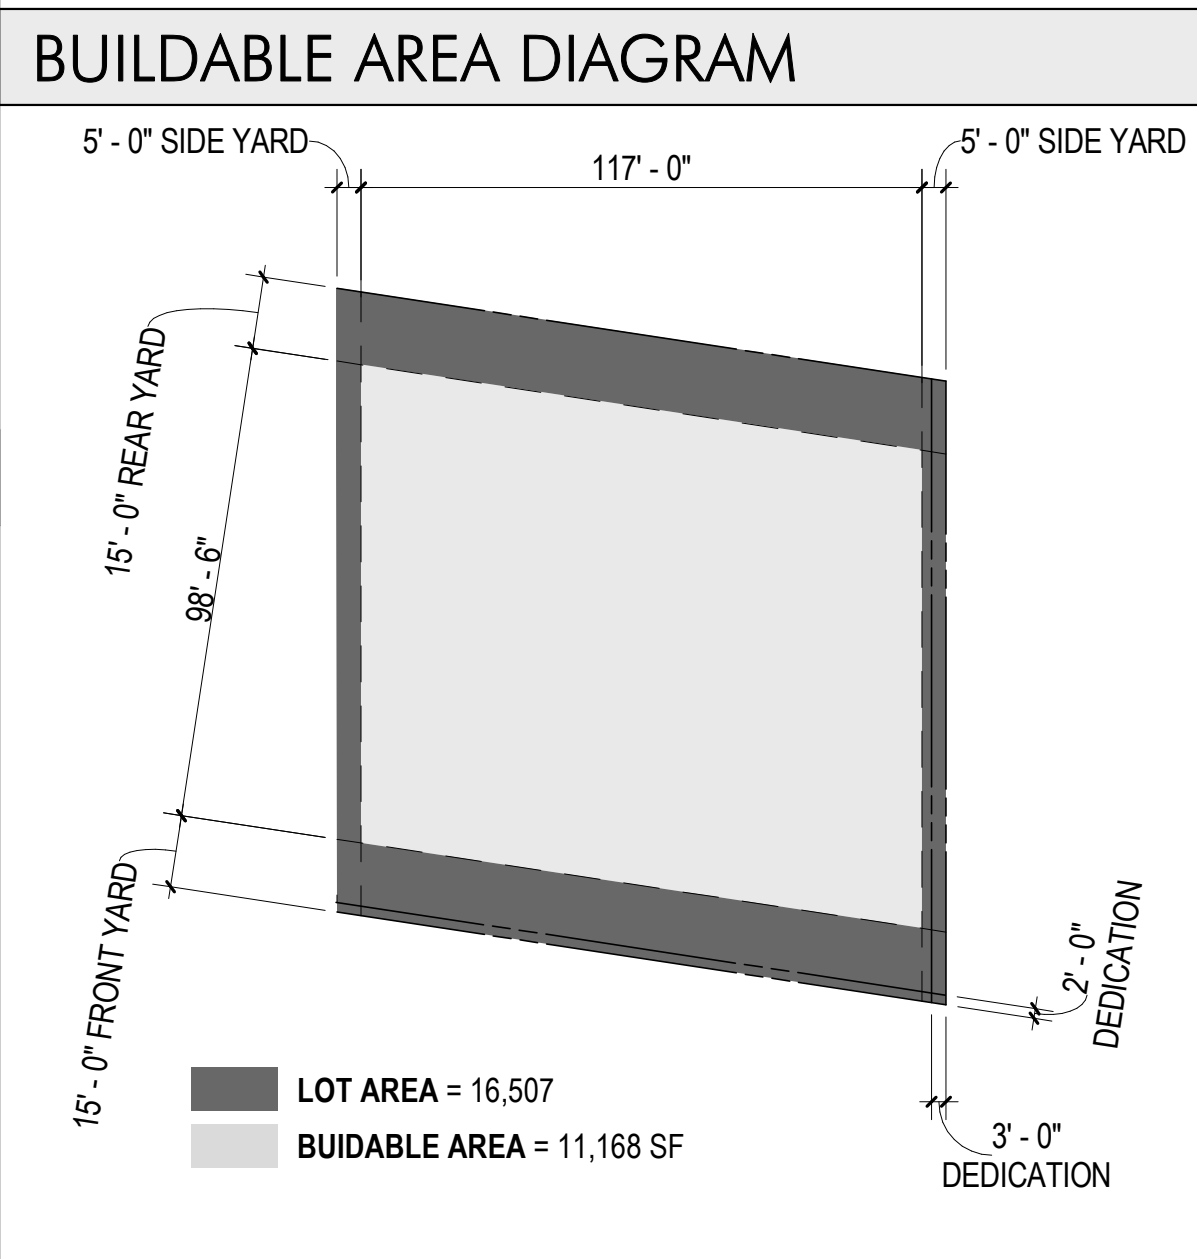 BUILDABLE AREA DIAGRAM
5' - 0" SIDE YARD
117' - 0"
5' - 0" SIDE YARD
15' - 0" REAR YARD
98' - 6"
15' - 0" FRONT YARD
2' - 0"
DEDICATION
LOT AREA = 16,507
BUIDABLE AREA = 11,168 SF
3' - 0"
DEDICATION